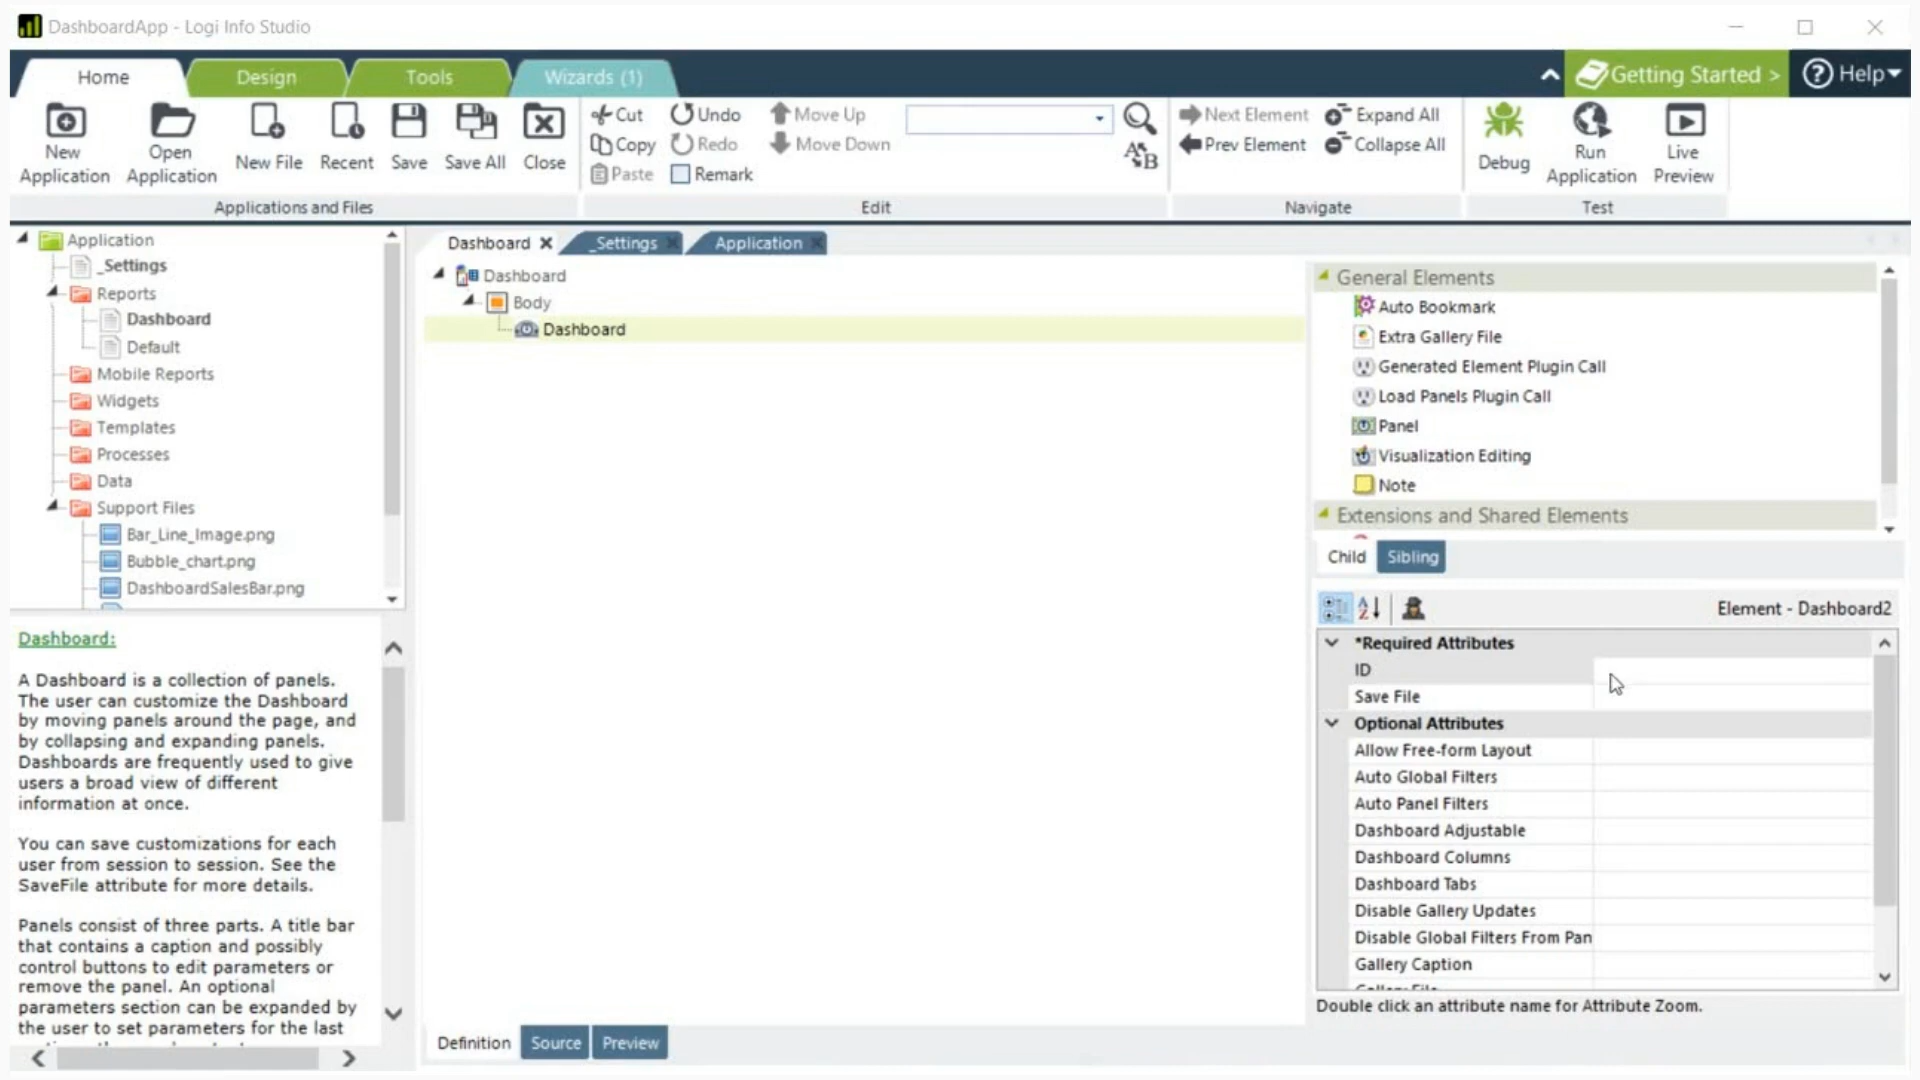 DashboardApp - Logi Info Studio
Home
Design
Tools
Wizards (1)
Getting Started >
Help
New Application
Open Application
New File
Recent
Save
Save All
Close
Cut
Copy
Paste
Undo
Redo
Remark
Move Up
Move Down
Next Element
Prev Element
Expand All
Collapse All
Debug
Run Application
Live Preview
Applications and Files
Edit
Navigate
Test
Application
_Settings
Reports
Dashboard
Default
Mobile Reports
Widgets
Templates
Processes
Data
Support Files
Bar_Line_Image.png
Bubble_chart.png
DashboardSalesBar.png
Dashboard:
A Dashboard is a collection of panels.
The user can customize the Dashboard
by moving panels around the page, and
by collapsing and expanding panels.
Dashboards are frequently used to give
users a broad view of different
information at once.
You can save customizations for each
user from session to session. See the
SaveFile attribute for more details.
Panels consist of three parts. A title bar
that contains a caption and possibly
control buttons to edit parameters or
remove the panel. An optional
parameters section can be expanded by
the user to set parameters for the last
Dashboard
_Settings
Application
Dashboard
Body
Dashboard
Definition
Source
Preview
General Elements
Auto Bookmark
Extra Gallery File
Generated Element Plugin Call
Load Panels Plugin Call
Panel
Visualization Editing
Note
Extensions and Shared Elements
Child
Sibling
Element - Dashboard2
*Required Attributes
ID
Save File
Optional Attributes
Allow Free-form Layout
Auto Global Filters
Auto Panel Filters
Dashboard Adjustable
Dashboard Columns
Dashboard Tabs
Disable Gallery Updates
Disable Global Filters From Pan
Gallery Caption
Double click an attribute name for Attribute Zoom.